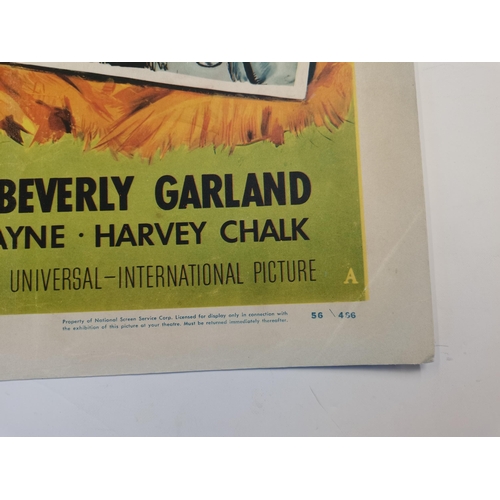 BEVERLY GARLAND
AYNE · HARVEY CHALK
UNIVERSAL–INTERNATIONAL PICTURE
A
Property of National Screen Service Corp. Licensed for display only in connection with
the exhibition of this picture at your theatre. Must be returned immediately thereafter.
56 / 496